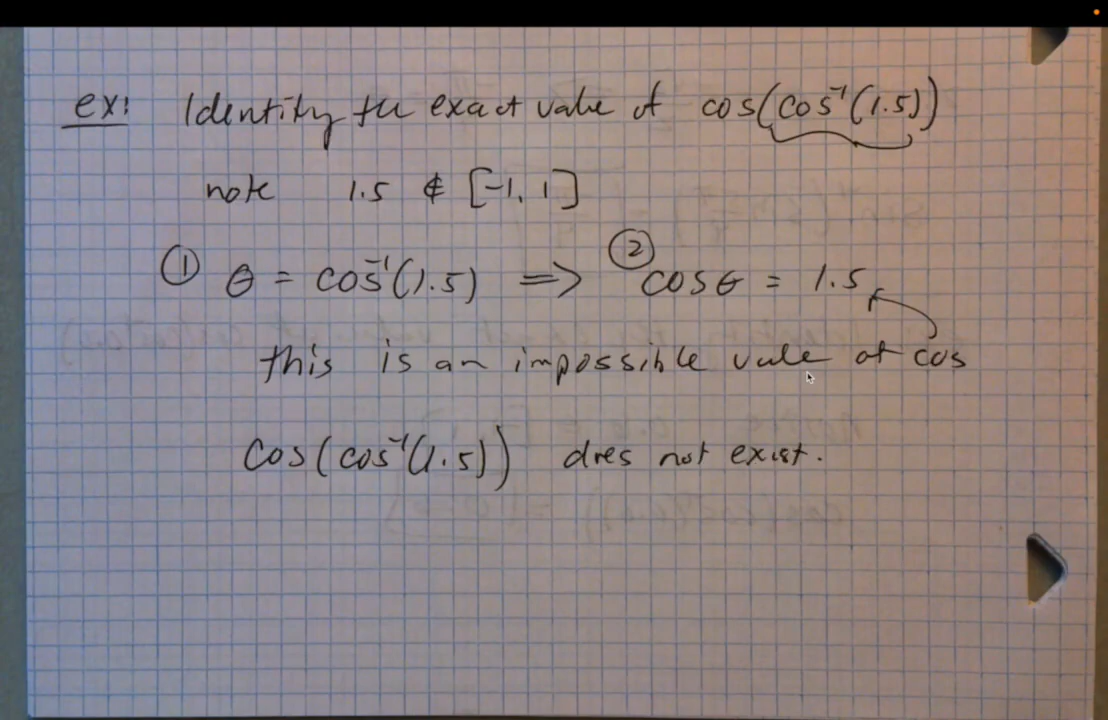 ex: Identify the exact value of cos(cos⁻¹(1.5))
note 1.5 ∉ [-1, 1]
① θ = cos⁻¹(1.5) ⟹ ② cos θ = 1.5
this is an impossible value of cos
cos(cos⁻¹(1.5)) does not exist.